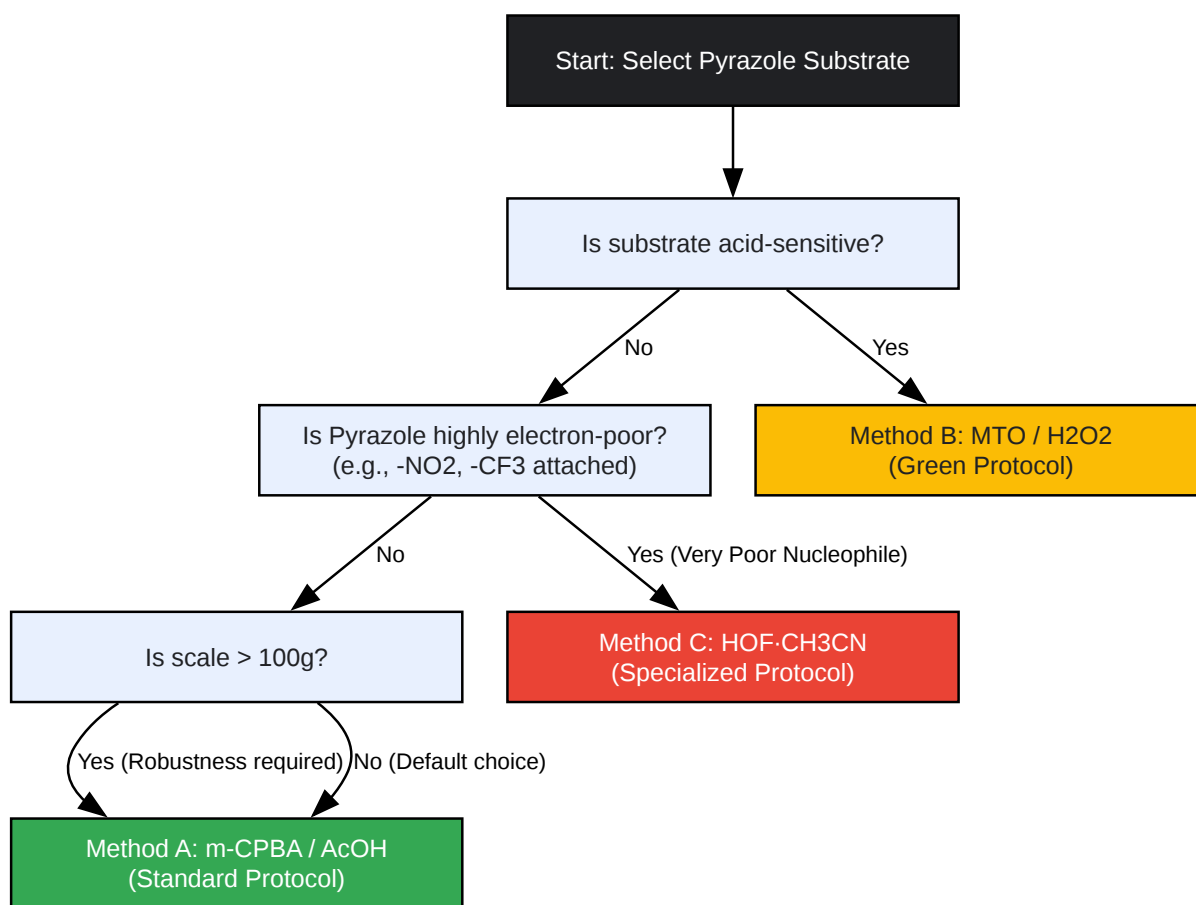 Start: Select Pyrazole Substrate
Is substrate acid-sensitive?
No
Yes
Is Pyrazole highly electron-poor?
(e.g., -NO2, -CF3 attached)
Method B: MTO / H2O2
(Green Protocol)
No
Yes (Very Poor Nucleophile)
Is scale > 100g?
Method C: HOF·CH3CN
(Specialized Protocol)
Yes (Robustness required)
No (Default choice)
Method A: m-CPBA / AcOH
(Standard Protocol)